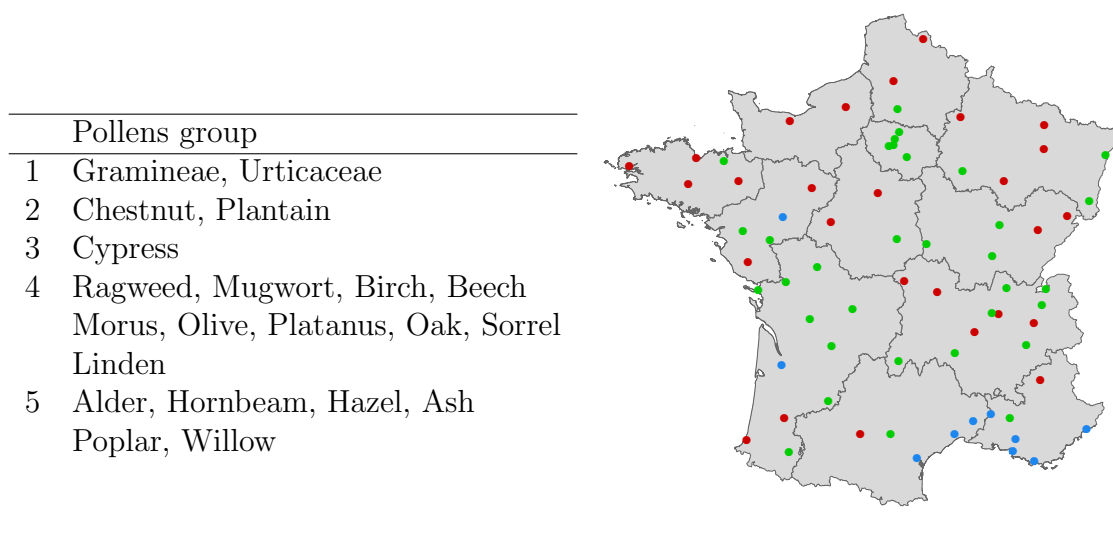 Pollens group
1 Gramineae, Urticaceae
2 Chestnut, Plantain
3 Cypress
4 Ragweed, Mugwort, Birch, Beech
Morus, Olive, Platanus, Oak, Sorrel
Linden
5 Alder, Hornbeam, Hazel, Ash
Poplar, Willow